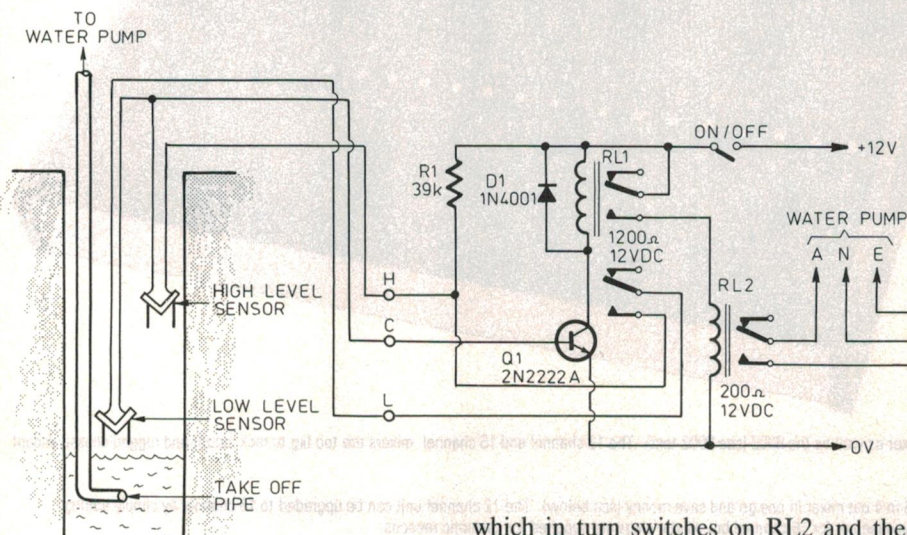 TO
WATER PUMP
ON/OFF
+12V
R1
39k
D1
1N4001
RL1
1200Ω
12VDC
WATER PUMP
A N E
HIGH LEVEL
SENSOR
H
C
RL2
Q1
2N2222A
200Ω
12VDC
LOW LEVEL
SENSOR
L
0V
TAKE OFF
PIPE
which in turn switches on RL2 and the